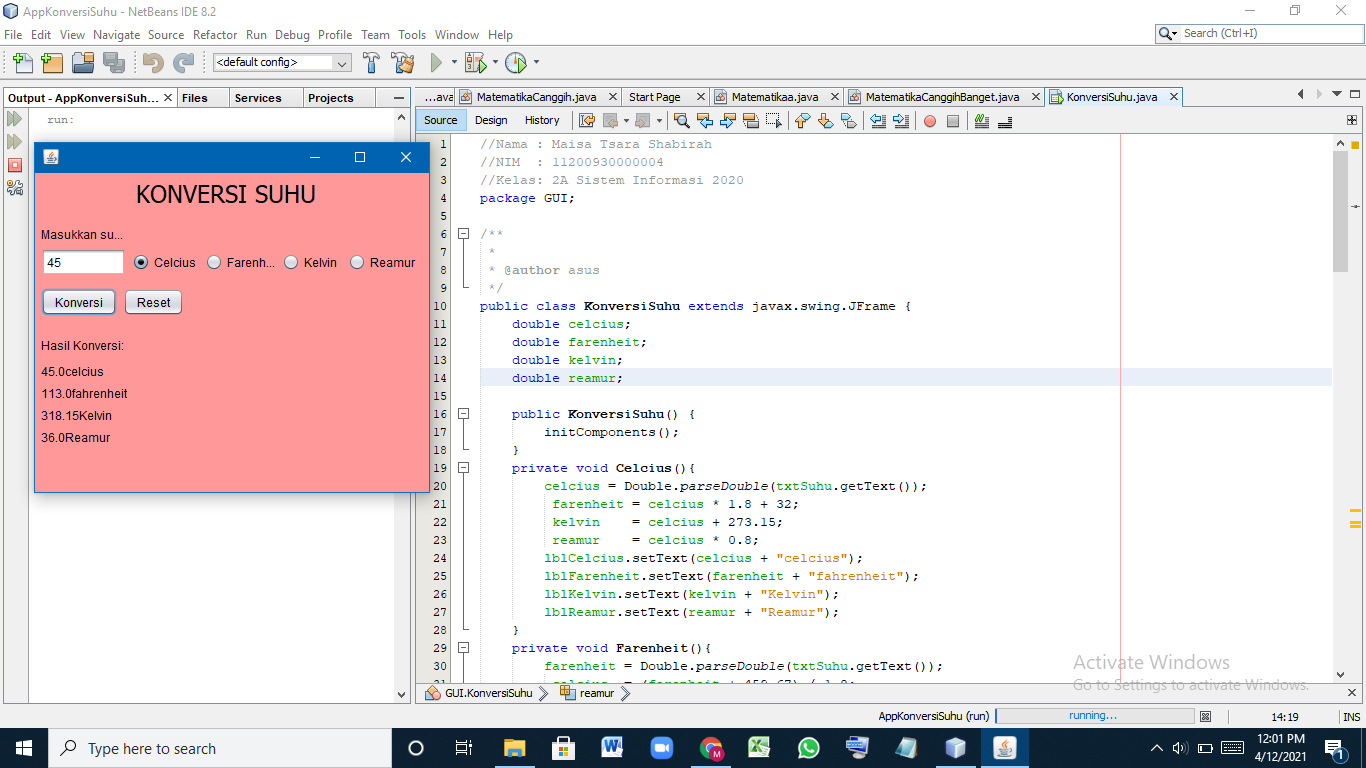 AppKonversiSuhu - NetBeans IDE 8.2
File Edit View Navigate Source Refactor Run Debug Profile Team Tools Window Help
Search (Ctrl+I)
<default config>
Output - AppKonversiSuh... Files Services Projects
...ava MatematikaCanggih.java Start Page Matematikaa.java MatematikaCanggihBanget.java KonversiSuhu.java
run:
Source Design History
KONVERSI SUHU
Masukkan su...
45 Celcius Farenh... Kelvin Reamur
Konversi Reset
Hasil Konversi:
45.0celcius
113.0fahrenheit
318.15Kelvin
36.0Reamur
1 //Nama : Maisa Tsara Shabirah
2 //NIM  : 11200930000004
3 //Kelas: 2A Sistem Informasi 2020
4 package GUI;
5
6 /**
7  *
8  * @author asus
9  */
10 public class KonversiSuhu extends javax.swing.JFrame {
11     double celcius;
12     double farenheit;
13     double kelvin;
14     double reamur;
15
16     public KonversiSuhu() {
17         initComponents();
18     }
19     private void Celcius(){
20         celcius = Double.parseDouble(txtSuhu.getText());
21          farenheit = celcius * 1.8 + 32;
22          kelvin    = celcius + 273.15;
23          reamur    = celcius * 0.8;
24         lblCelcius.setText(celcius + "celcius");
25         lblFarenheit.setText(farenheit + "fahrenheit");
26         lblKelvin.setText(kelvin + "Kelvin");
27         lblReamur.setText(reamur + "Reamur");
28     }
29     private void Farenheit(){
30         farenheit = Double.parseDouble(txtSuhu.getText());
Activate Windows
Go to Settings to activate Windows.
GUI.KonversiSuhu reamur
AppKonversiSuhu (run) running... 14:19 INS
Type here to search
12:01 PM
4/12/2021
1